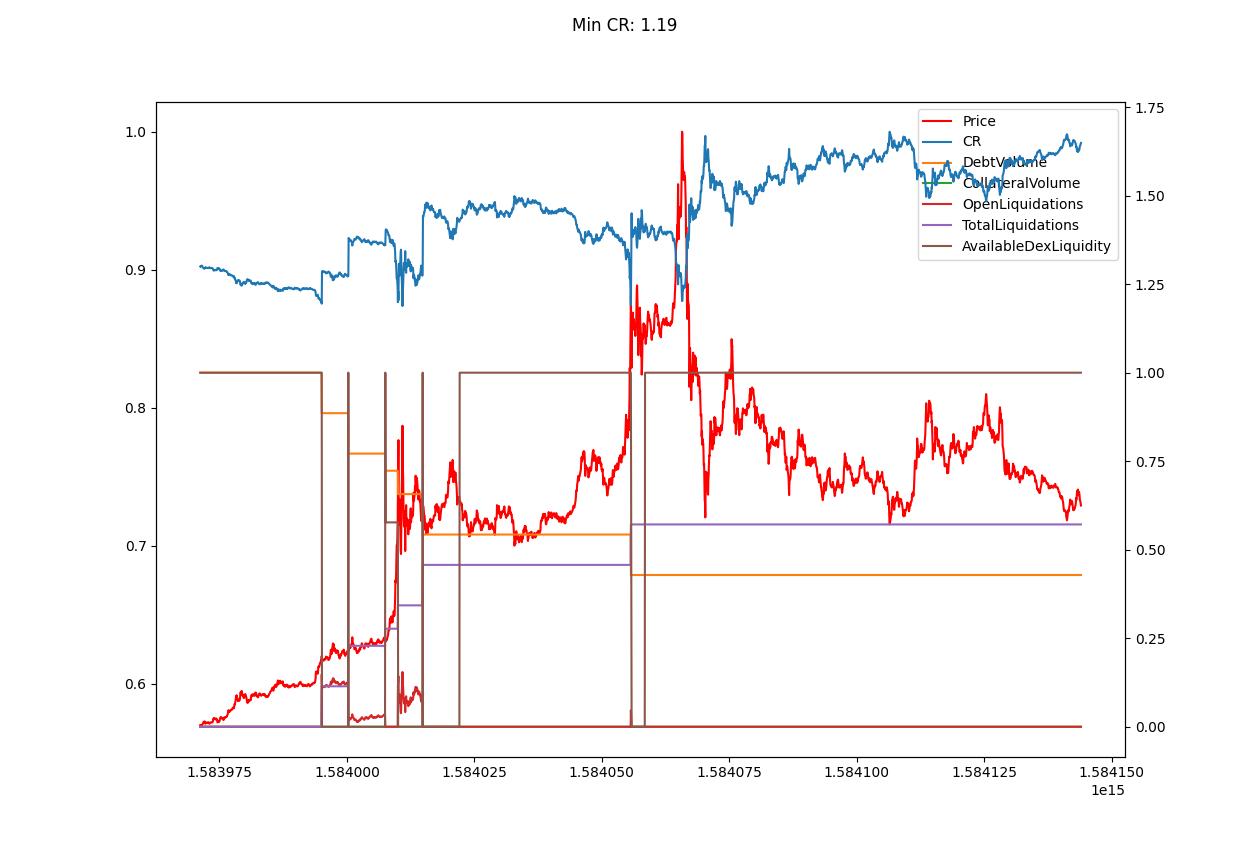 Min CR: 1.19
1.0
0.9
0.8
0.7
0.6
1.75
1.50
1.25
1.00
0.75
0.50
0.25
0.00
Price
CR
DebtVolume
CollateralVolume
OpenLiquidations
TotalLiquidations
AvailableDexLiquidity
1.583975 1.584000 1.584025 1.584050 1.584075 1.584100 1.584125 1.584150
1e15